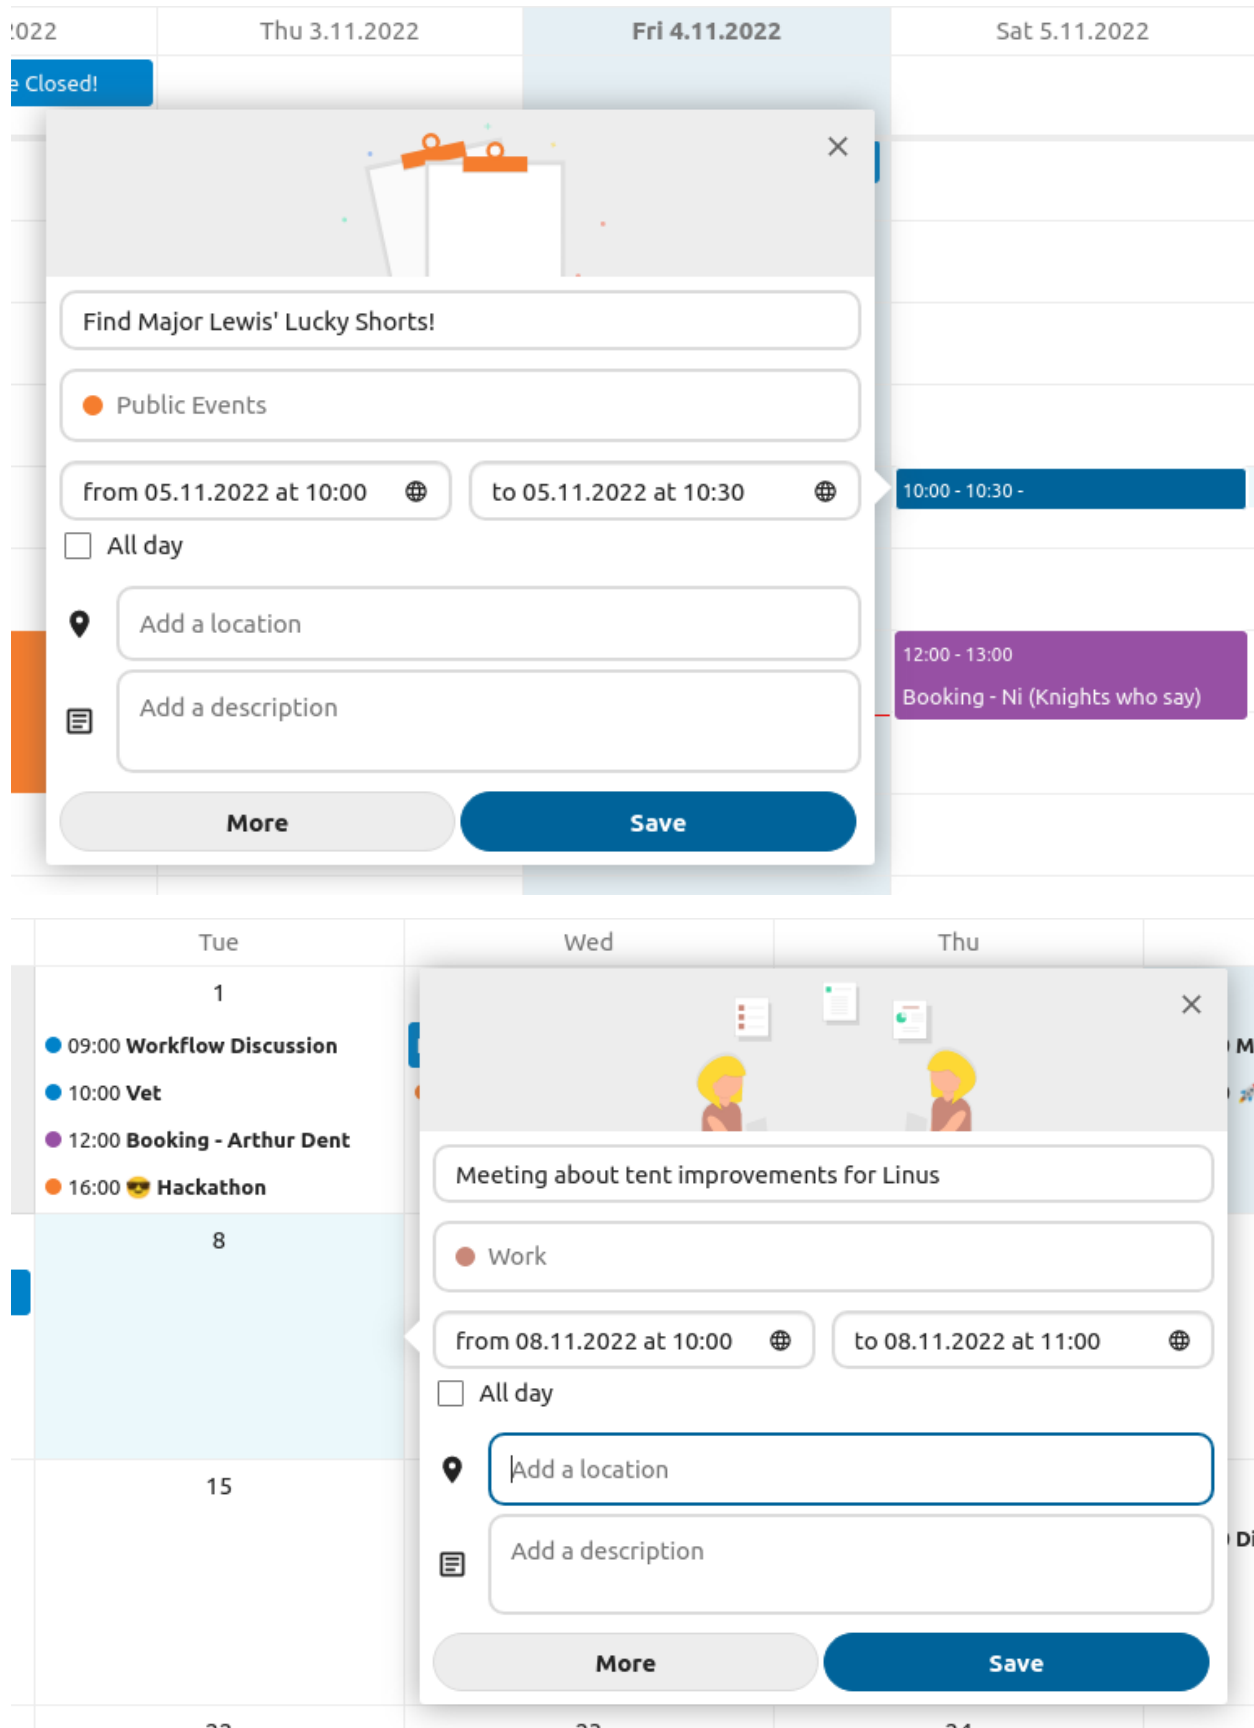 :022 Thu 3.11.2022 Fri 4.11.2022 Sat 5.11.2022
e Closed!
Find Major Lewis' Lucky Shorts!
Public Events
from 05.11.2022 at 10:00 to 05.11.2022 at 10:30
10:00 - 10:30 -
All day
Add a location
12:00 - 13:00
Booking - Ni (Knights who say)
Add a description
More Save
Tue Wed Thu
1
09:00 Workflow Discussion
10:00 Vet
12:00 Booking - Arthur Dent
16:00 😎 Hackathon
M
Meeting about tent improvements for Linus
8
Work
from 08.11.2022 at 10:00 to 08.11.2022 at 11:00
All day
Add a location
15
Add a description
Di
More Save
22 23 24